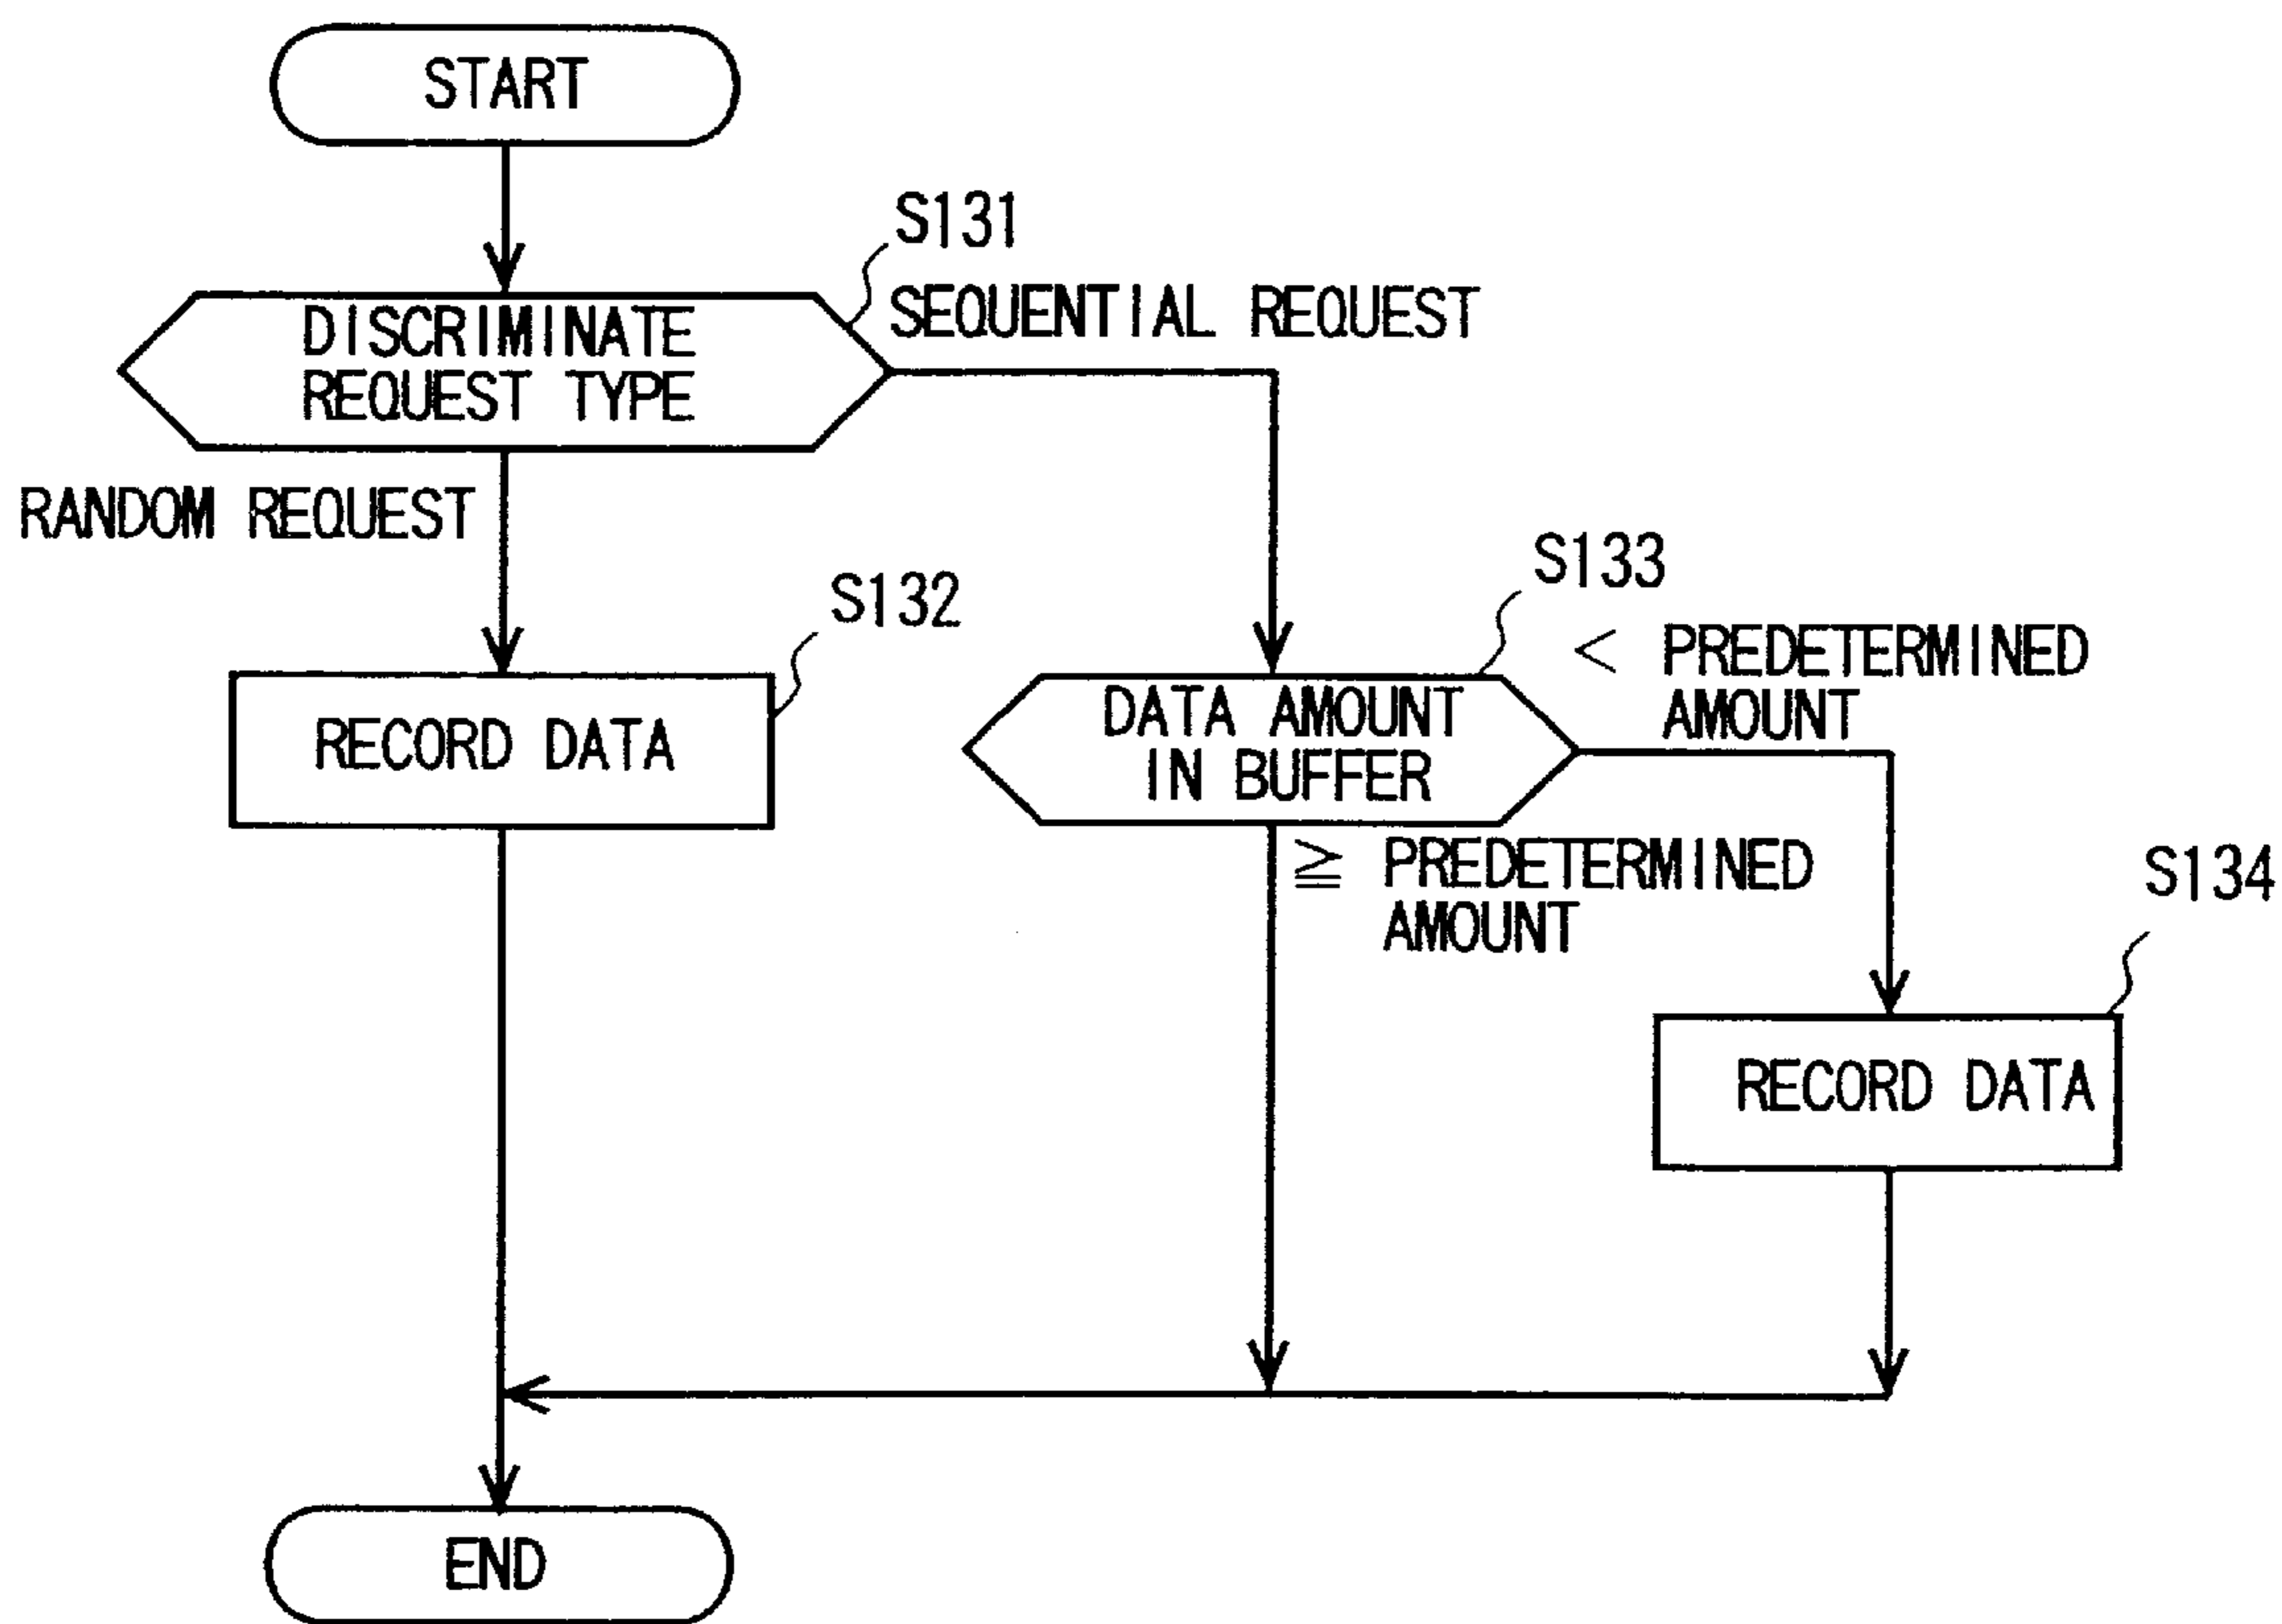 START
S131
DISCRIMINATE
REQUEST TYPE
SEQUENTIAL REQUEST
RANDOM REQUEST
S132
RECORD DATA
S133
DATA AMOUNT
IN BUFFER
< PREDETERMINED
AMOUNT
≧ PREDETERMINED
AMOUNT
S134
RECORD DATA
END